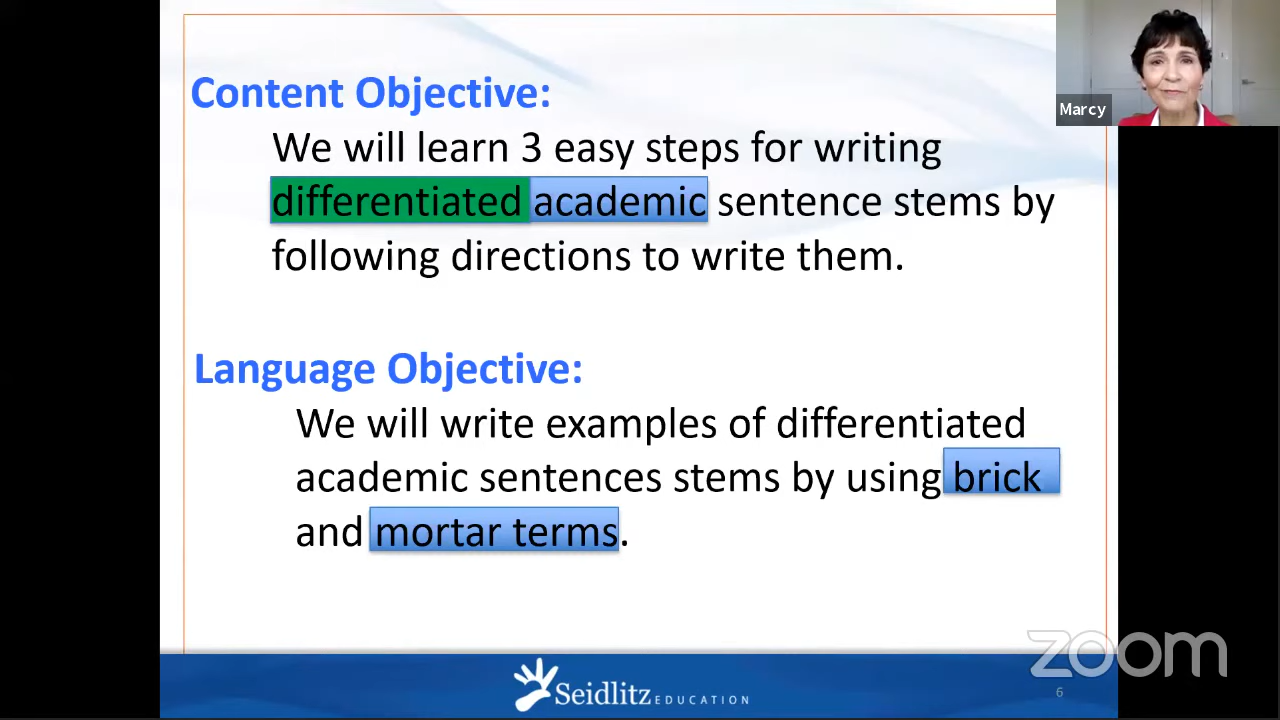 Content Objective:
We will learn 3 easy steps for writing
differentiated academic sentence stems by
following directions to write them.
Language Objective:
We will write examples of differentiated
academic sentences stems by using brick
and mortar terms.
Marcy
zoom
Seidlitz EDUCATION
6